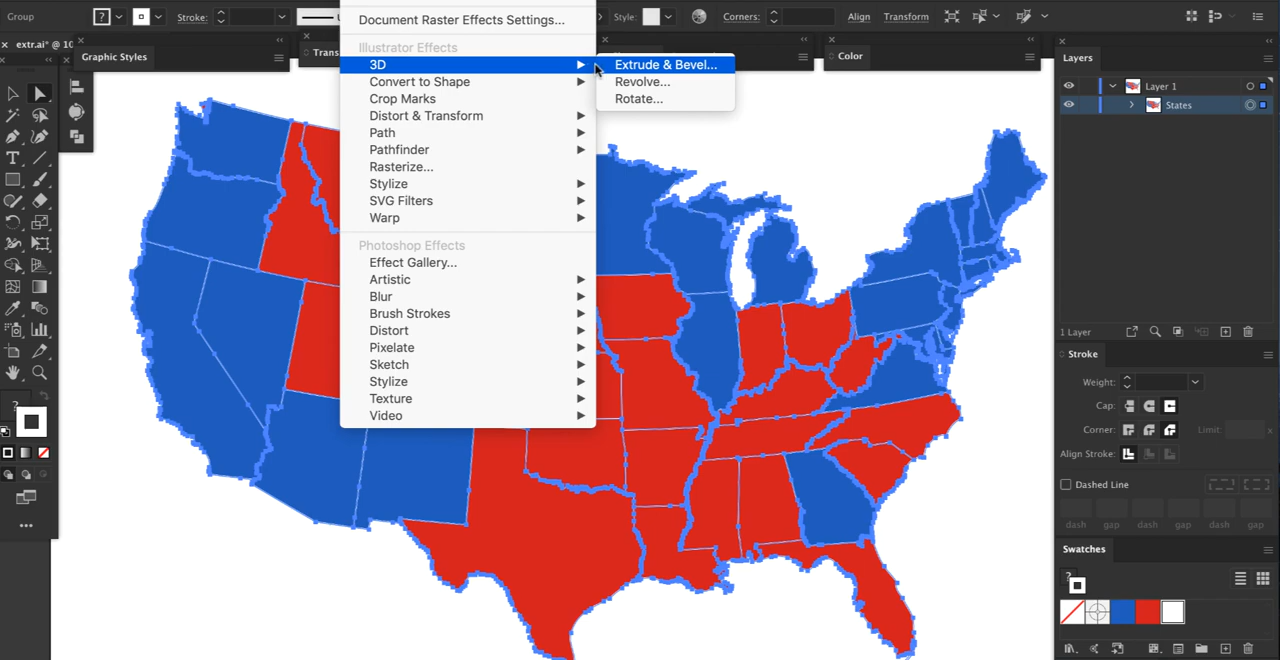 Group
?
Stroke:
Document Raster Effects Settings...
Style:
Corners:
Align
Transform
extr.ai* @ 10
Graphic Styles
Trans
Illustrator Effects
3D
Convert to Shape
Crop Marks
Distort & Transform
Path
Pathfinder
Rasterize...
Stylize
SVG Filters
Warp
Photoshop Effects
Effect Gallery...
Artistic
Blur
Brush Strokes
Distort
Pixelate
Sketch
Stylize
Texture
Video
Extrude & Bevel...
Revolve...
Rotate...
Color
Layers
Layer 1
States
1 Layer
Stroke
Weight:
Cap:
Corner:
Limit:
x
Align Stroke:
Dashed Line
dash gap dash gap dash gap
Swatches
?
T
?